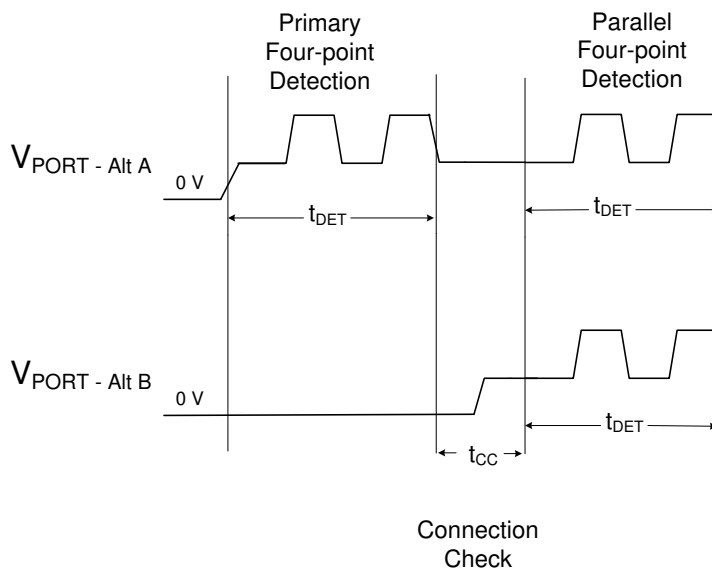 Primary
Four-point
Detection
Parallel
Four-point
Detection
VPORT - Alt A
0 V
tDET
tDET
VPORT - Alt B
0 V
tDET
tCC
Connection
Check